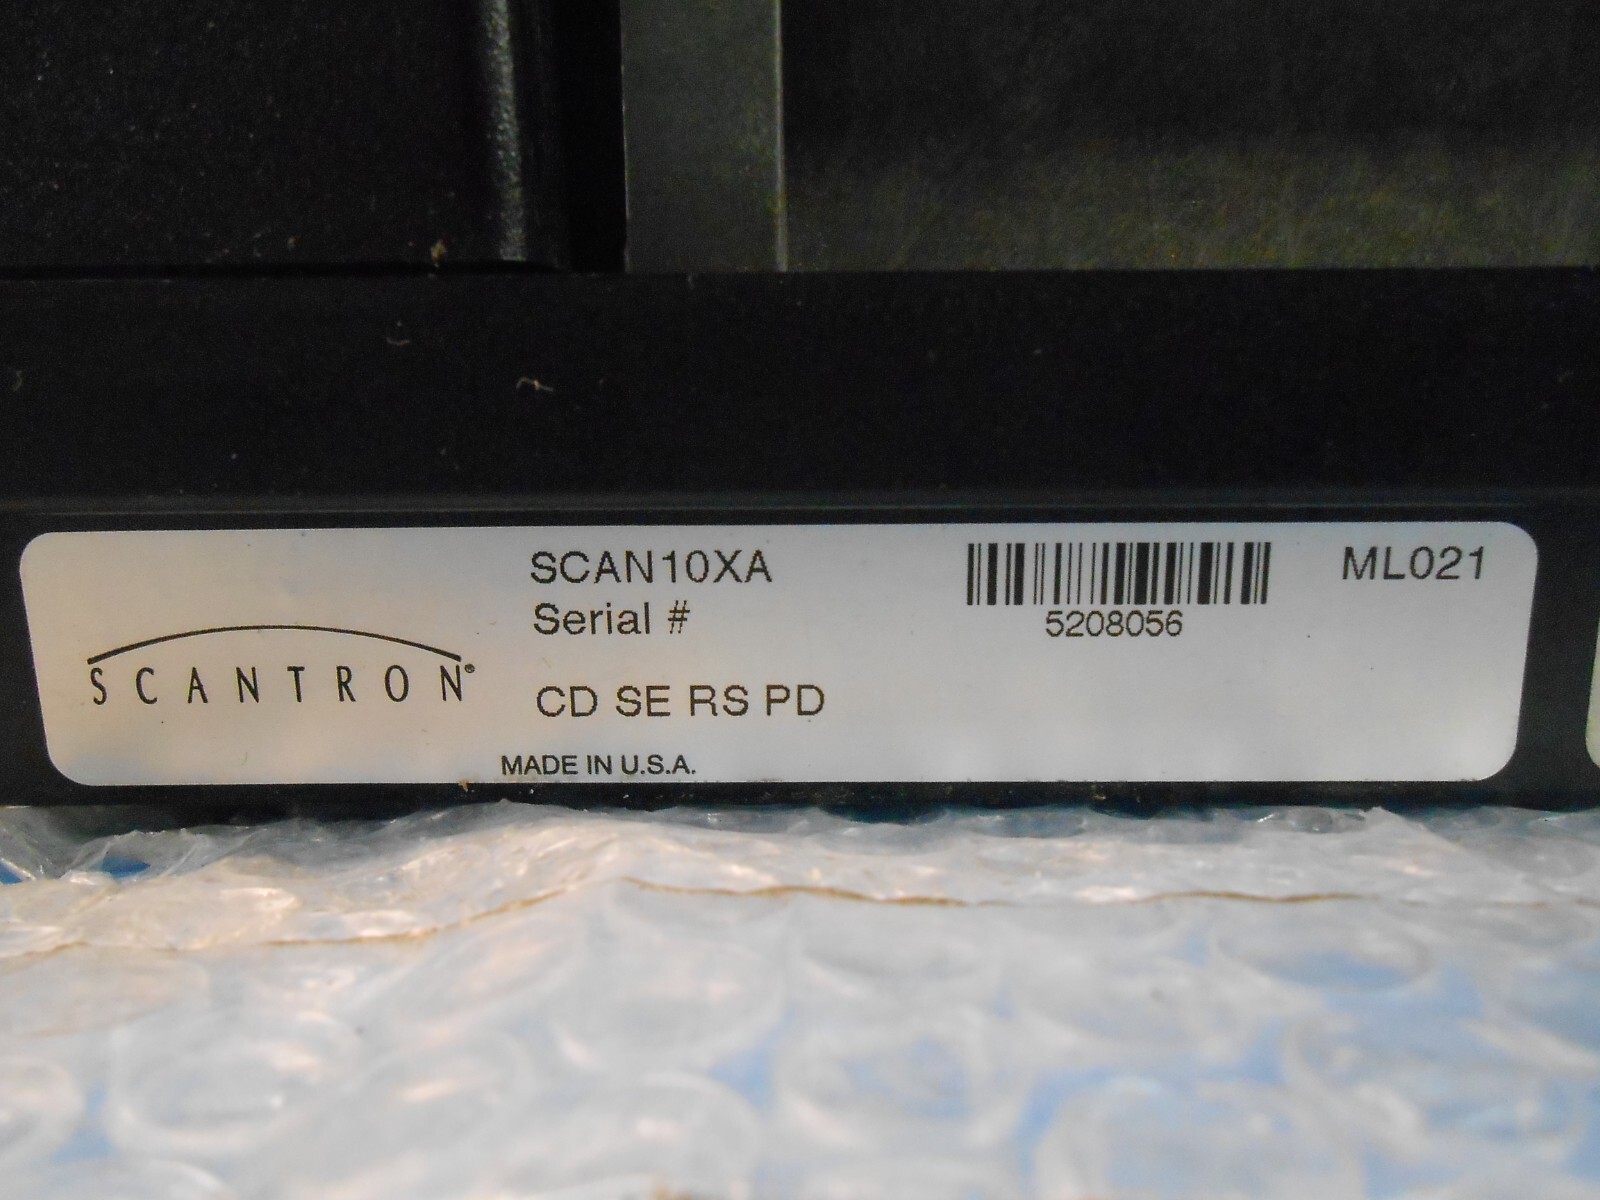 SCANTRON®
SCAN10XA
Serial #
5208056
ML021
CD SE RS PD
MADE IN U.S.A.